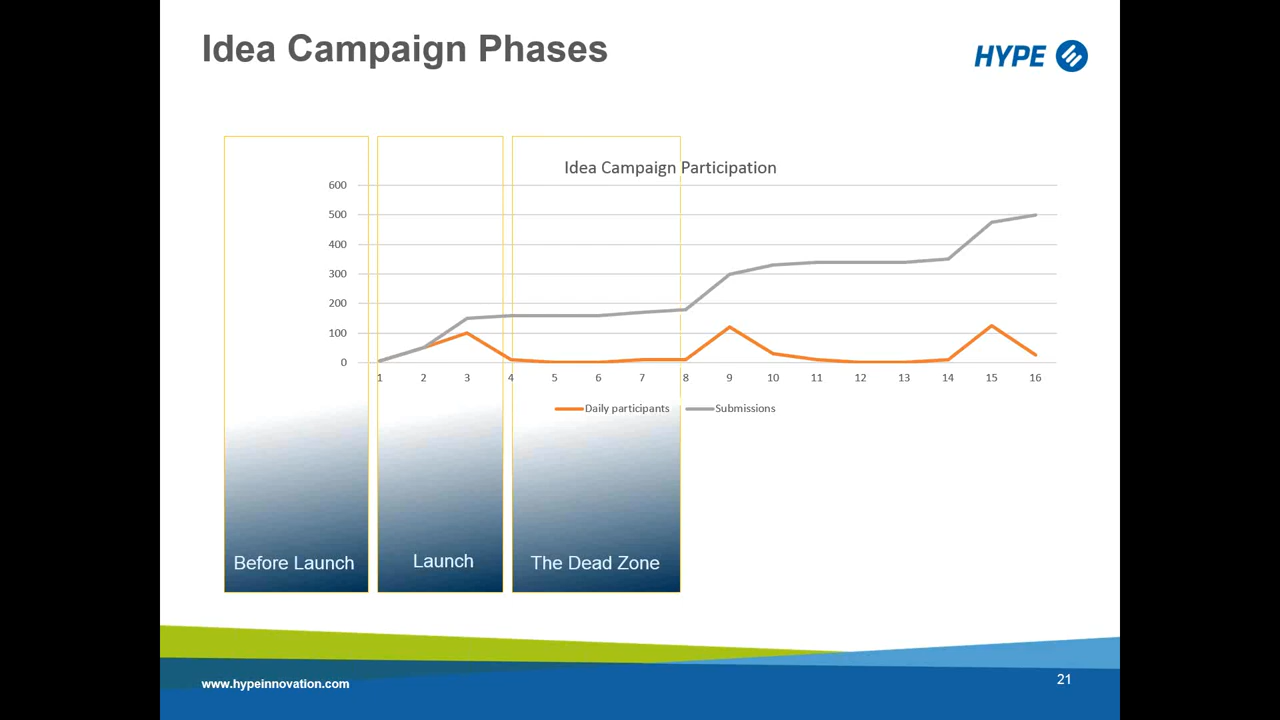 Idea Campaign Phases
HYPE
Idea Campaign Participation
600
500
400
300
200
100
0
1 2 3 4 5 6 7 8 9 10 11 12 13 14 15 16
Daily participants Submissions
Before Launch Launch The Dead Zone
www.hypeinnovation.com 21